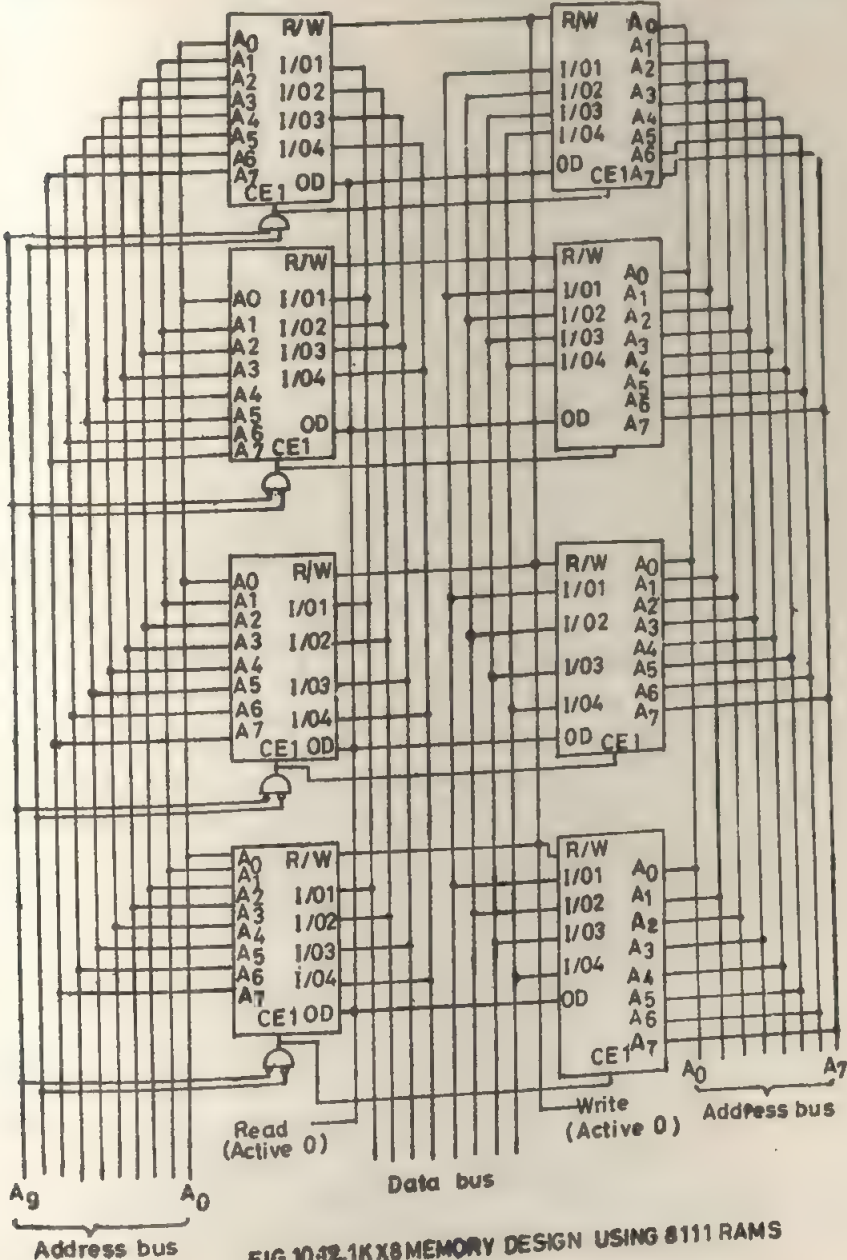 R/W
A0
A1
A2
A3
A4
A5
A6
A7
I/01
I/02
I/03
I/04
OD
CE1
R/W
I/01
I/02
I/03
I/04
OD
CE1
A0
A1
A2
A3
A4
A5
A6
A7
R/W
A0
A1
A2
A3
A4
A5
A6
A7
I/01
I/02
I/03
I/04
OD
CE1
R/W
I/01
I/02
I/03
I/04
OD
A0
A1
A2
A3
A4
A5
A6
A7
R/W
A0
A1
A2
A3
A4
A5
A6
A7
I/01
I/02
I/03
I/04
CE1 OD
R/W
I/01
I/02
I/03
I/04
OD
CE1
A0
A1
A2
A3
A4
A5
A6
A7
R/W
A0
A1
A2
A3
A4
A5
A6
A7
I/01
I/02
I/03
I/04
CE1 OD
R/W
I/01
I/02
I/03
I/04
OD
CE1
A0
A1
A2
A3
A4
A5
A6
A7
A9
A0
Address bus
Read
(Active 0)
Data bus
Write
(Active 0)
A0
A7
Address bus
FIG 10.12.1K X8 MEMORY DESIGN USING 8111 RAMS